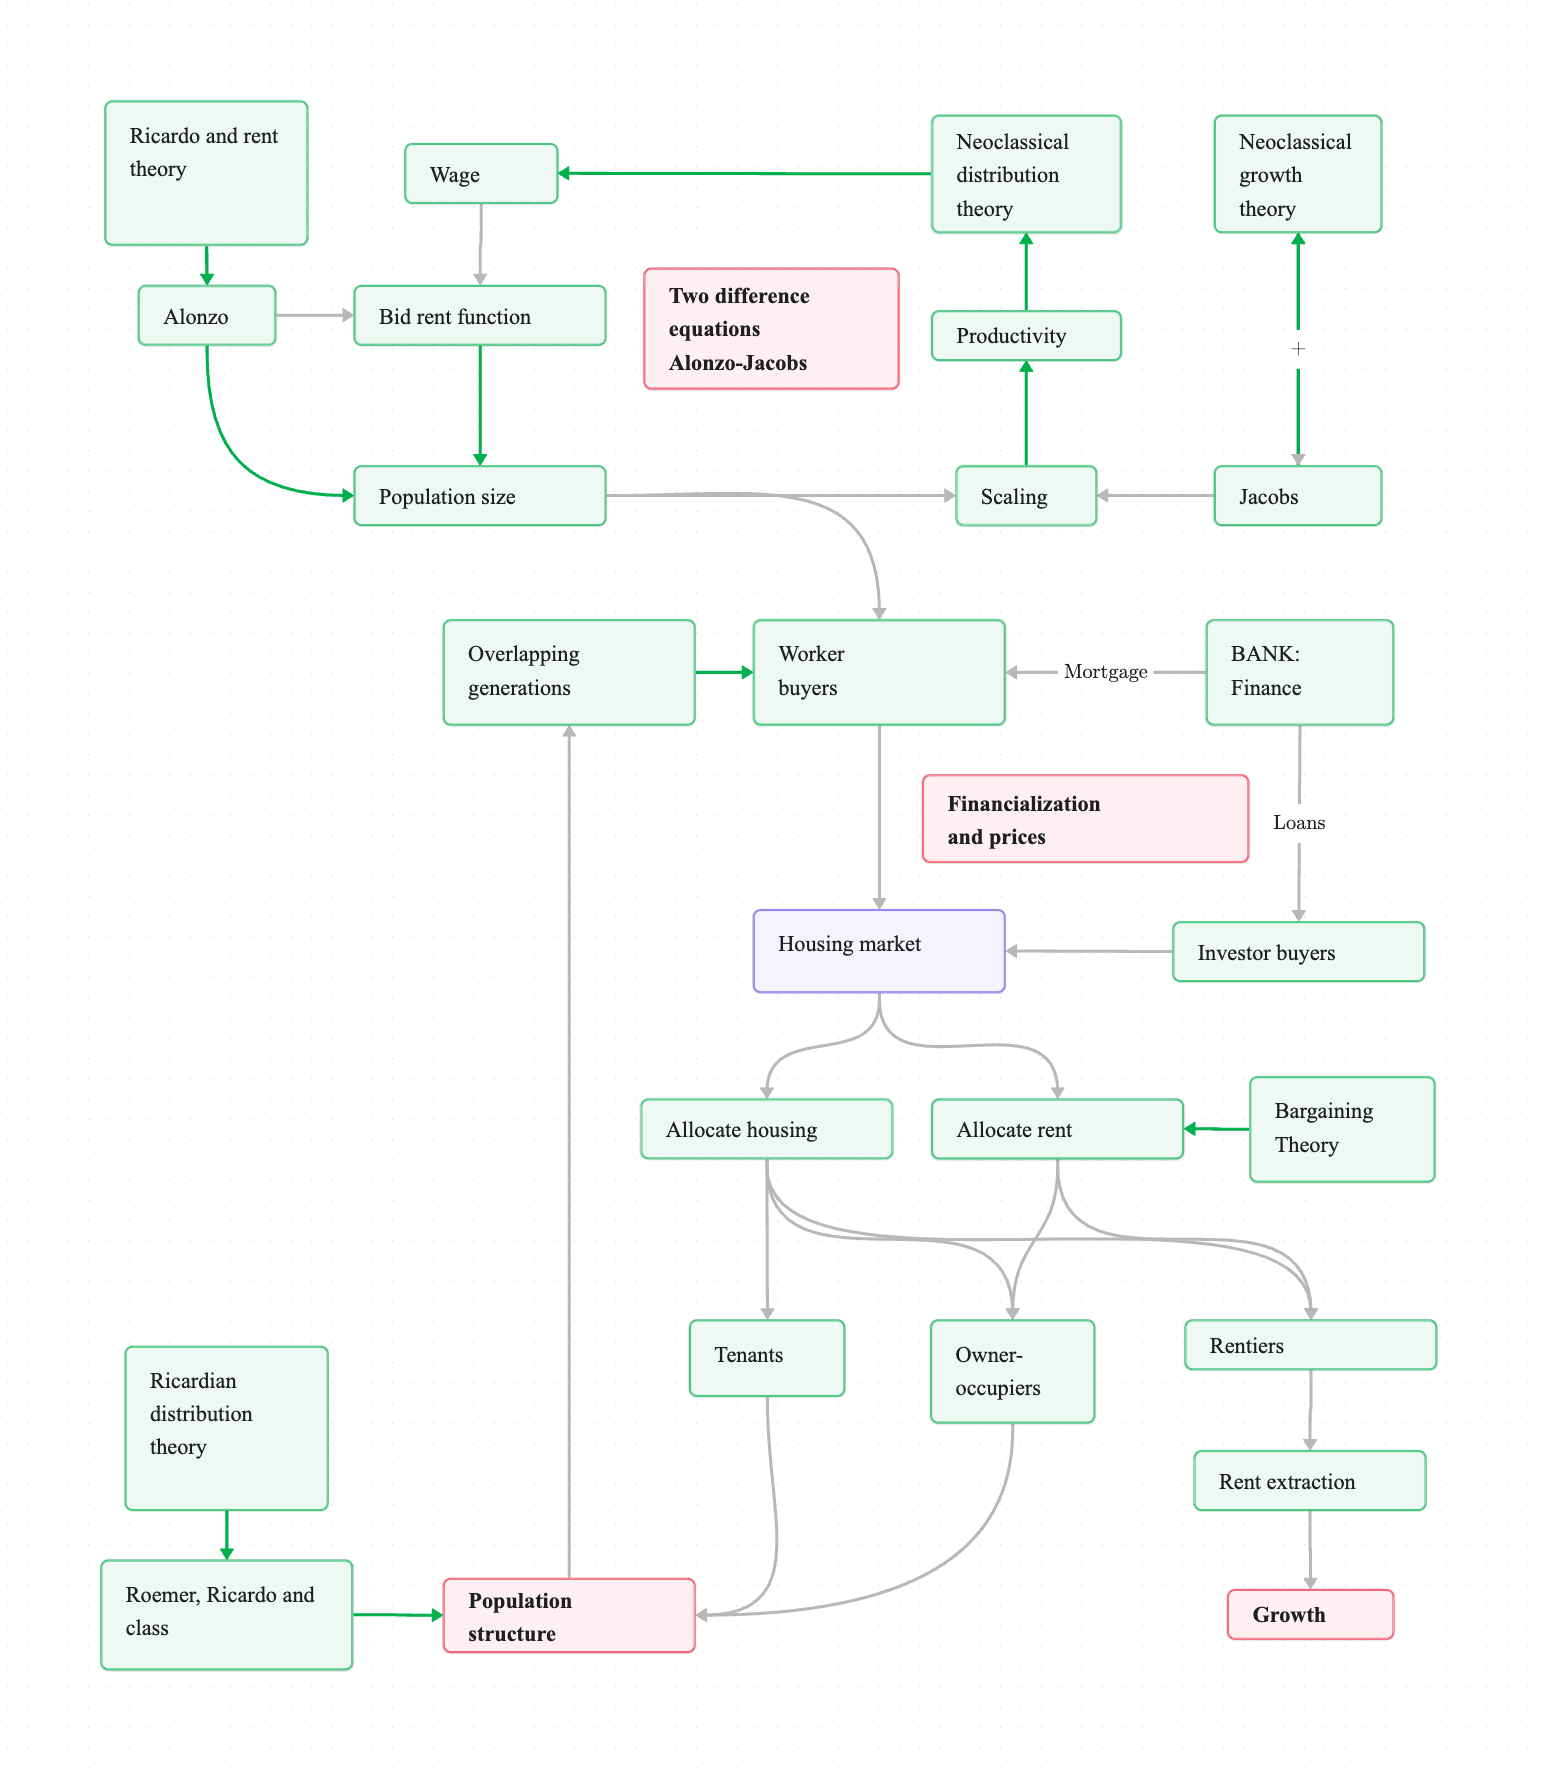 Ricardo and rent
theory
Wage
Neoclassical
distribution
theory
Neoclassical
growth
theory
Alonzo
Bid rent function
Two difference
equations
Alonzo-Jacobs
Productivity
+
Population size
Scaling
Jacobs
Overlapping
generations
Worker
buyers
Mortgage
BANK:
Finance
Financialization
and prices
Loans
Housing market
Investor buyers
Allocate housing
Allocate rent
Bargaining
Theory
Tenants
Owner-
occupiers
Rentiers
Ricardian
distribution
theory
Rent extraction
Roemer, Ricardo and
class
Population
structure
Growth